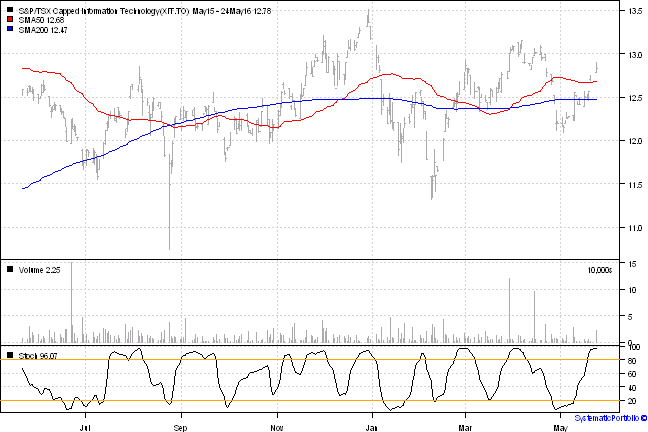 S&P/TSX Capped Information Technology(XIT.TO) May15 - 24May16 12.78
SMA50 12.68
SMA200 12.47
13.5
13.0
12.5
12.0
11.5
11.0
Volume 2.25
10,000s
15
10
5
0
Stoch 96.07
100
80
60
40
20
Jul Sep Nov Jan Mar May
SystematicPortfolio ©